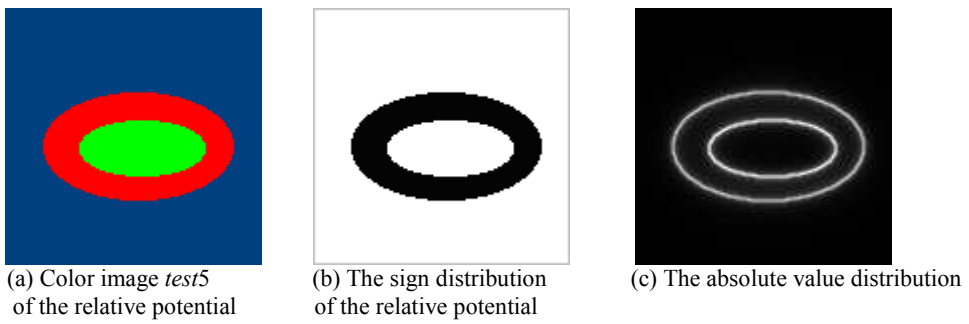 (a) Color image test5
of the relative potential
(b) The sign distribution
of the relative potential
(c) The absolute value distribution